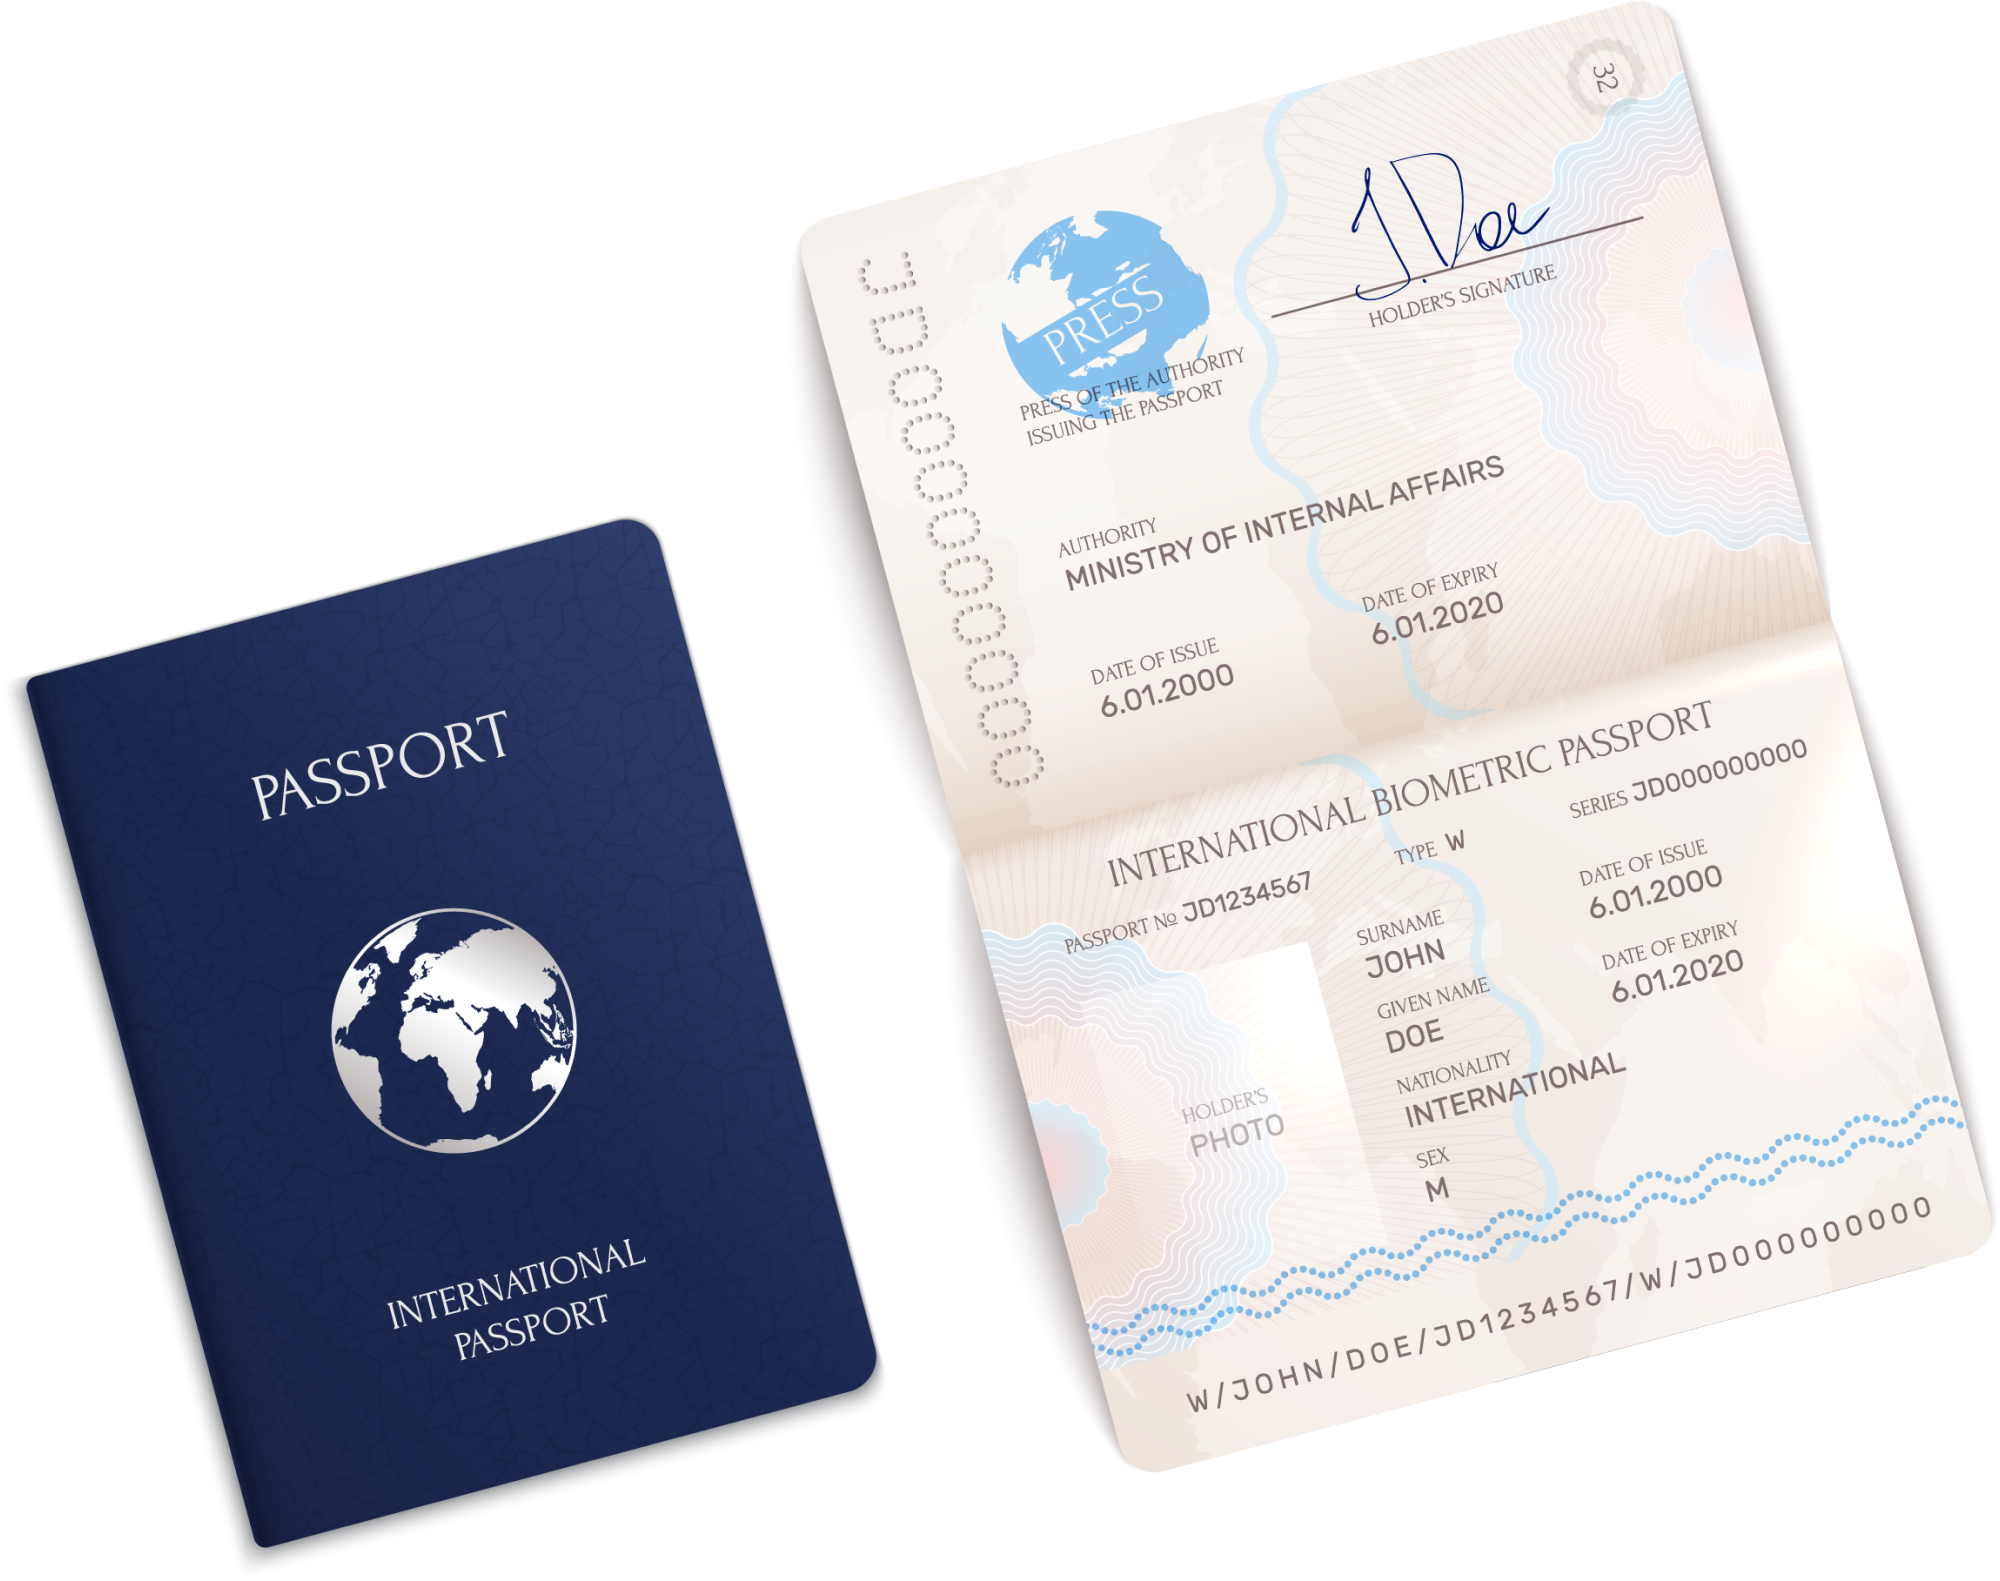 PASSPORT
INTERNATIONAL
PASSPORT
32
JD000000000
PRESS
PRESS OF THE AUTHORITY
ISSUING THE PASSPORT
J. Doe
HOLDER'S SIGNATURE
AUTHORITY
MINISTRY OF INTERNAL AFFAIRS
DATE OF ISSUE
6.01.2000
DATE OF EXPIRY
6.01.2020
INTERNATIONAL BIOMETRIC PASSPORT
PASSPORT № JD1234567
TYPE W
SERIES JD000000000
HOLDER'S
PHOTO
SURNAME
JOHN
GIVEN NAME
DOE
NATIONALITY
INTERNATIONAL
SEX
M
DATE OF ISSUE
6.01.2000
DATE OF EXPIRY
6.01.2020
W/JOHN/DOE/JD1234567/W/JD000000000